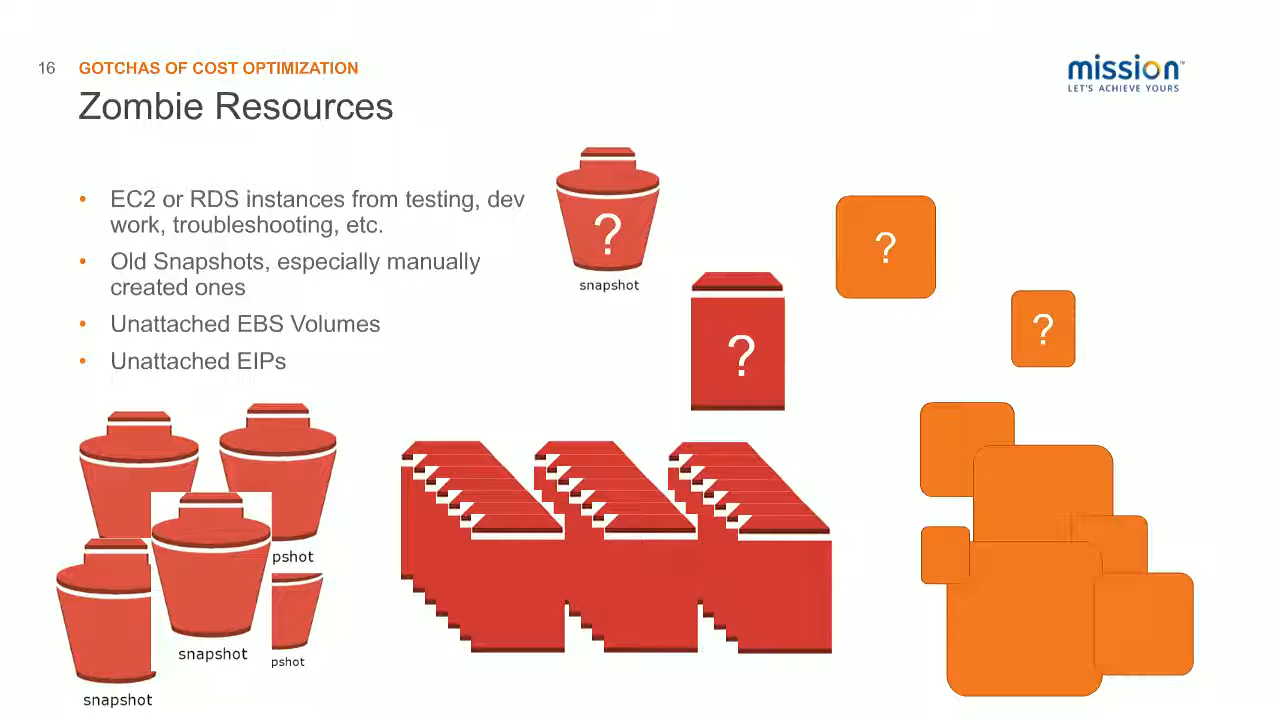 16 GOTCHAS OF COST OPTIMIZATION
mission™
LET'S ACHIEVE YOURS
Zombie Resources
• EC2 or RDS instances from testing, dev
work, troubleshooting, etc.
• Old Snapshots, especially manually
created ones
• Unattached EBS Volumes
• Unattached EIPs
?
snapshot
?
?
?
pshot
snapshot
pshot
snapshot